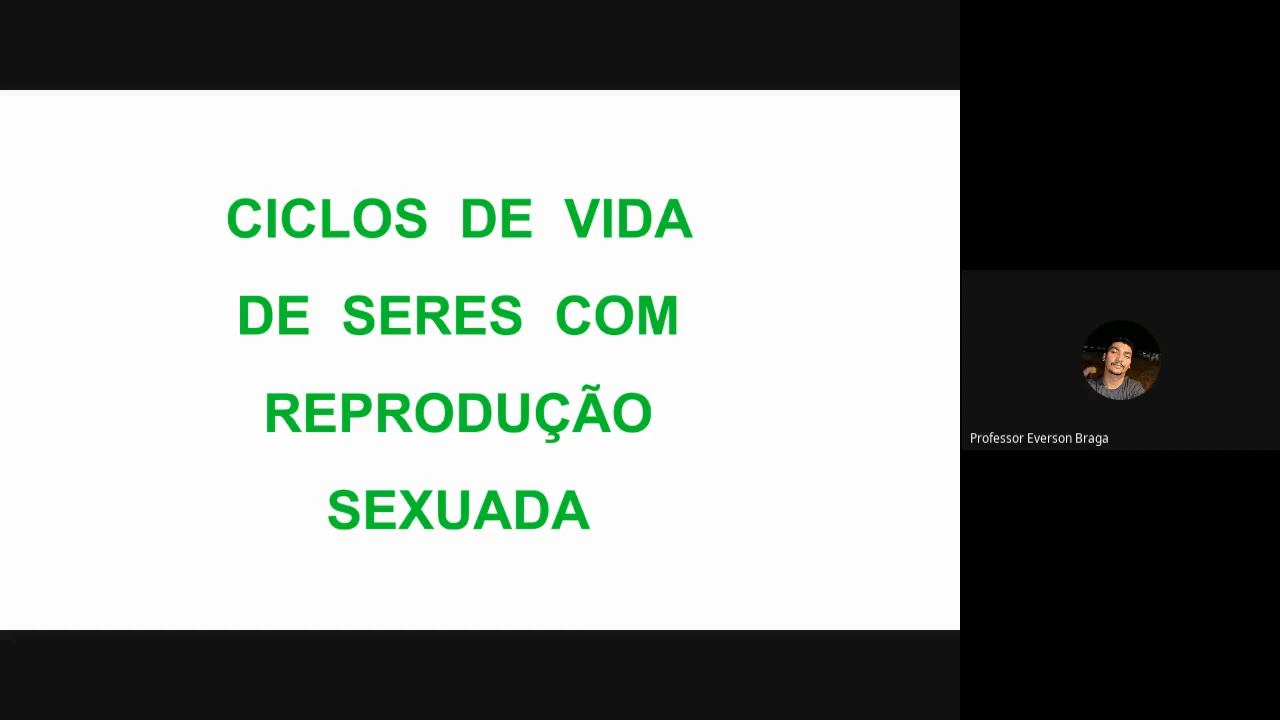 CICLOS DE VIDA
DE SERES COM
REPRODUÇÃO
SEXUADA
Professor Everson Braga